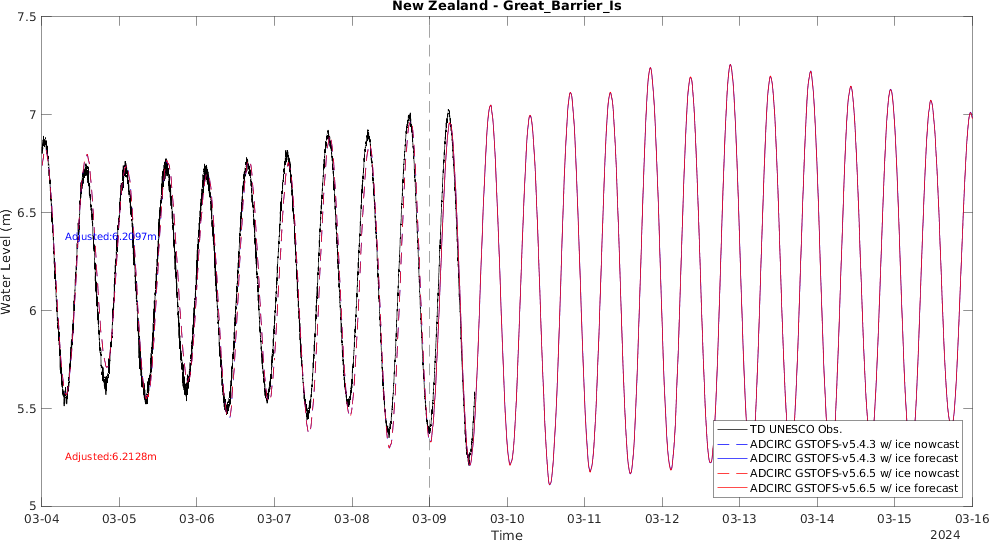 New Zealand - Great_Barrier_Is
7.5
7
6.5
6
5.5
5
Water Level (m)
Adjusted:6.2097m
Adjusted:6.2128m
TD UNESCO Obs.
ADCIRC GSTOFS-v5.4.3 w/ ice nowcast
ADCIRC GSTOFS-v5.4.3 w/ ice forecast
ADCIRC GSTOFS-v5.6.5 w/ ice nowcast
ADCIRC GSTOFS-v5.6.5 w/ ice forecast
03-04 03-05 03-06 03-07 03-08 03-09 03-10 03-11 03-12 03-13 03-14 03-15 03-16
Time
2024